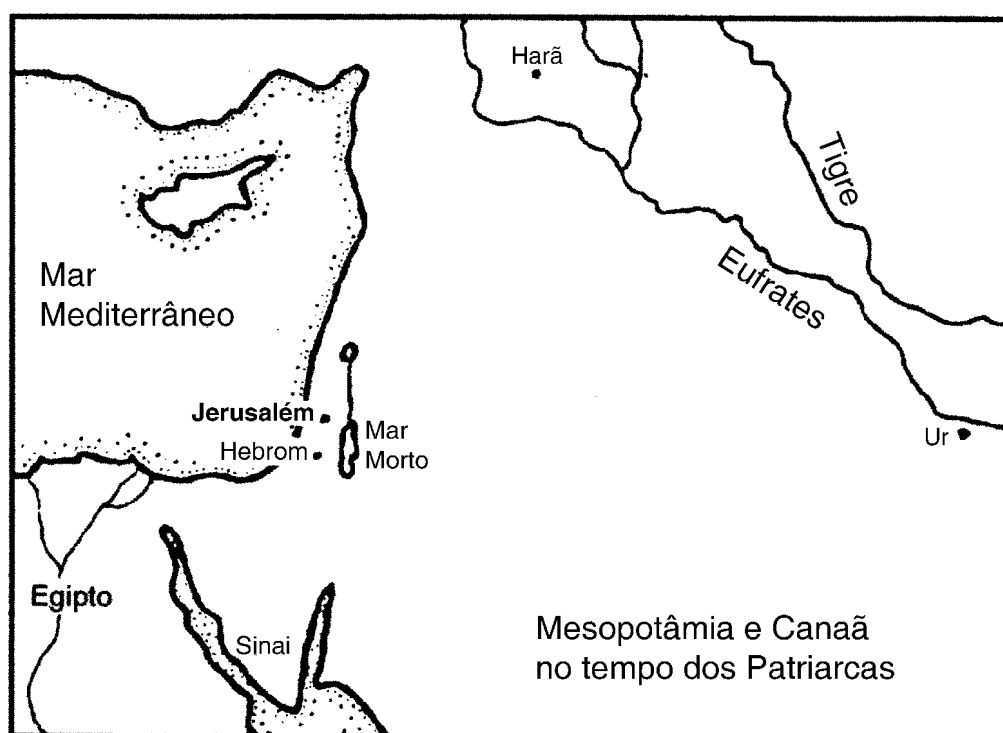 Harã
Tigre
Eufrates
Mar
Mediterrâneo
Jerusalém
Hebrom
Mar
Morto
Ur
Egipto
Sinai
Mesopotâmia e Canaã
no tempo dos Patriarcas